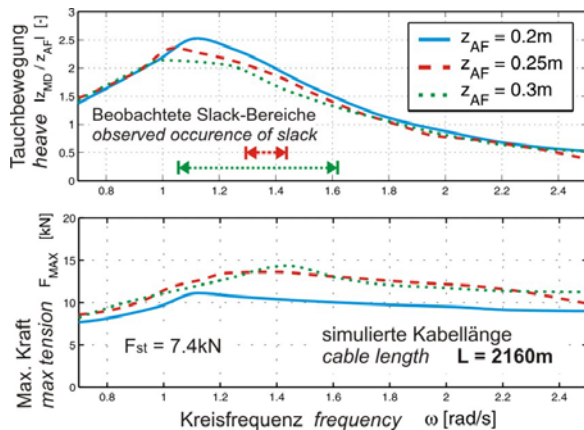 Tauchbewegung
heave |z_MD / z_AF| [-]
3
2.5
2
1.5
1
0.5
0
z_AF = 0.2m
z_AF = 0.25m
z_AF = 0.3m
Beobachtete Slack-Bereiche
observed occurence of slack
0.8 1 1.2 1.4 1.6 1.8 2 2.2 2.4
Max. Kraft [kN]
max tension F_MAX
20
15
10
5
0
F_st = 7.4kN
simulierte Kabellänge
cable length L = 2160m
0.8 1 1.2 1.4 1.6 1.8 2 2.2 2.4
Kreisfrequenz frequency ω [rad/s]